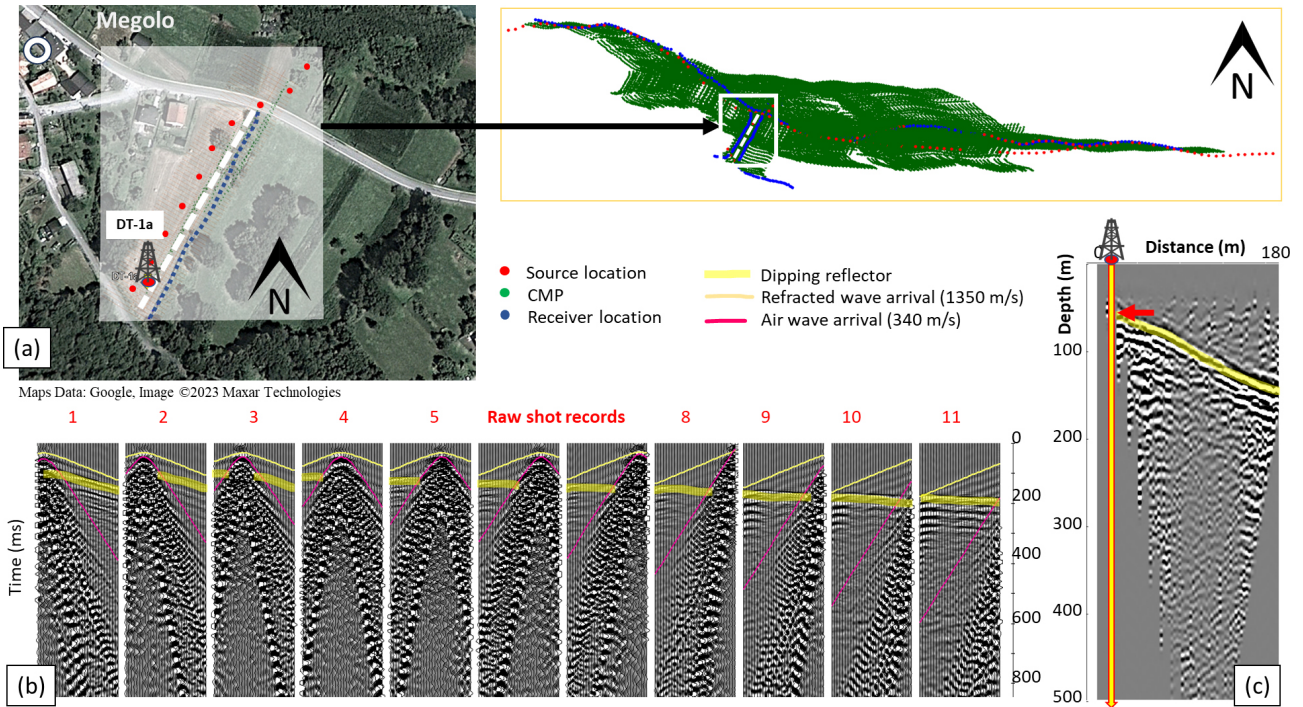 Megolo
DT-1a
N
(a)
Maps Data: Google, Image ©2023 Maxar Technologies
N
Source location
CMP
Receiver location
Dipping reflector
Refracted wave arrival (1350 m/s)
Air wave arrival (340 m/s)
1 2 3 4 5 Raw shot records 8 9 10 11
Time (ms)
0
200
400
600
800
(b)
0 Distance (m) 180
Depth (m)
100
200
300
400
500
(c)